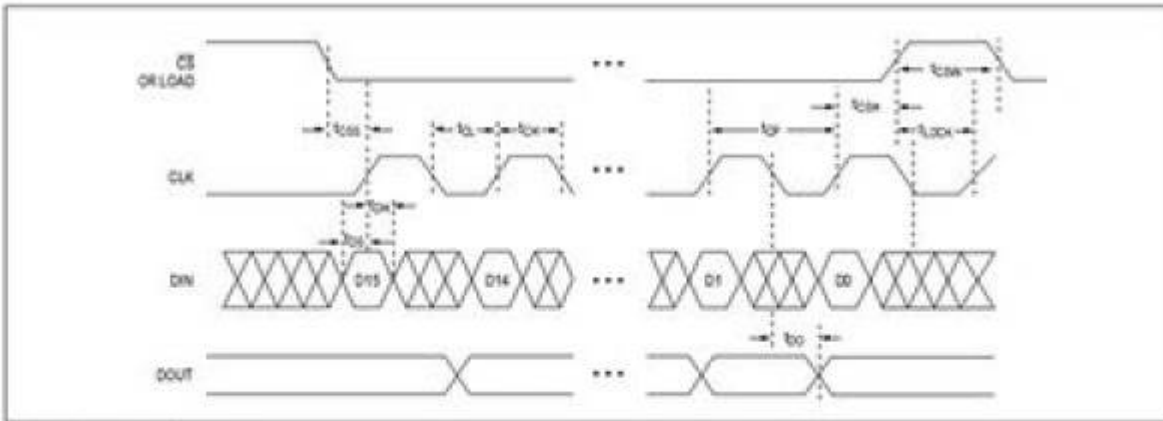 CS
OR LOAD
tCSW
tCSH
tCSS
tCL
tCH
tCP
tLDCK
CLK
tDH
tDS
DIN
D15
D14
D1
D0
tDO
DOUT